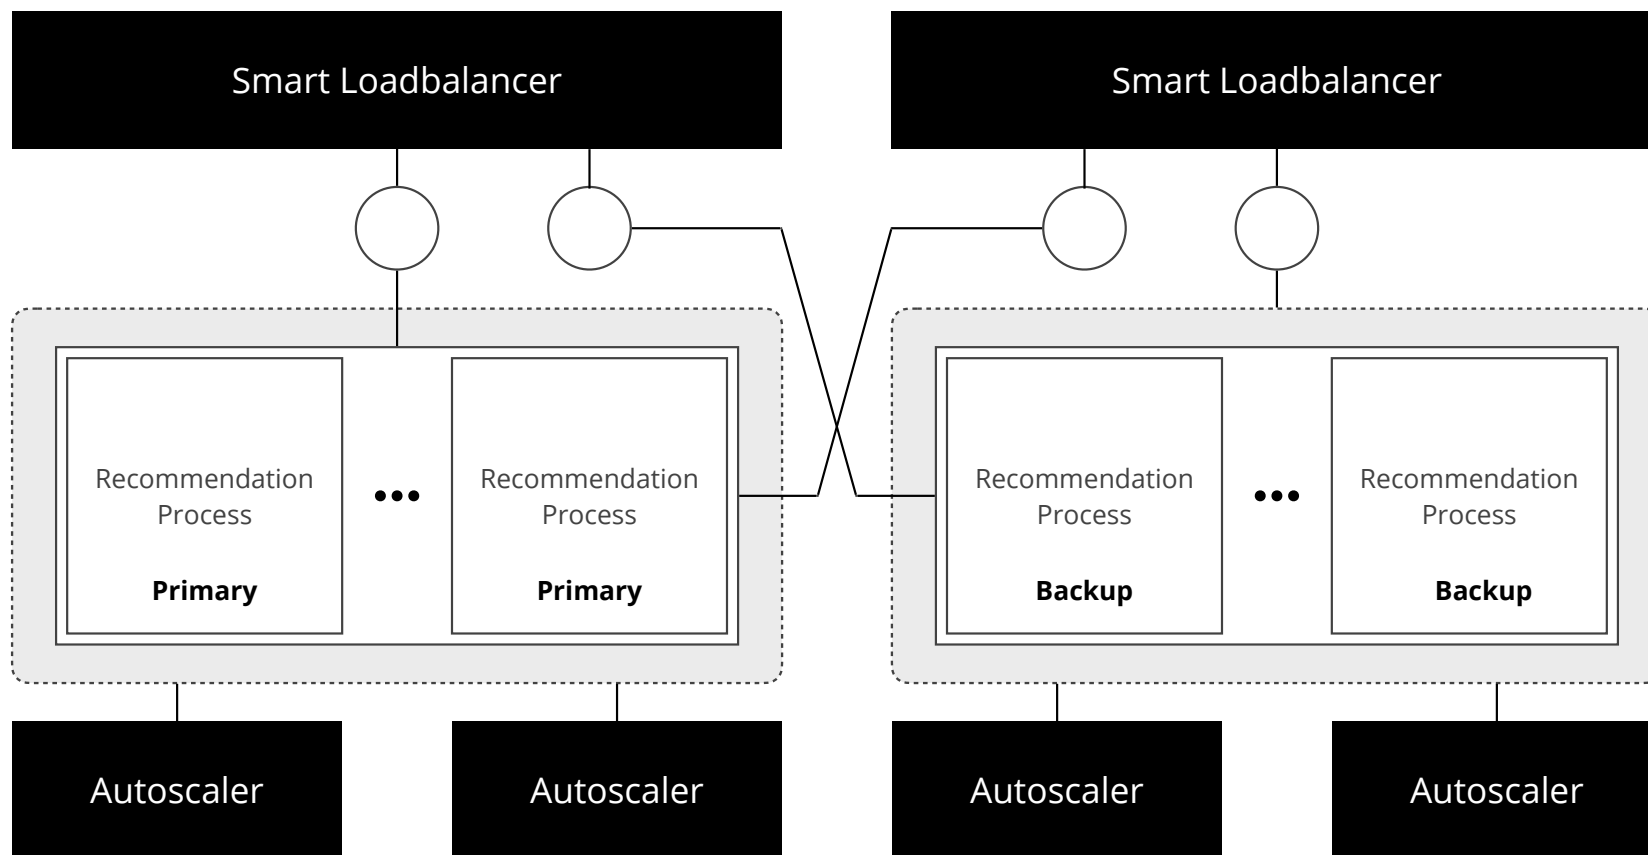 Smart Loadbalancer
Smart Loadbalancer
Recommendation
Process
Primary
Recommendation
Process
Primary
Recommendation
Process
Backup
Recommendation
Process
Backup
Autoscaler
Autoscaler
Autoscaler
Autoscaler